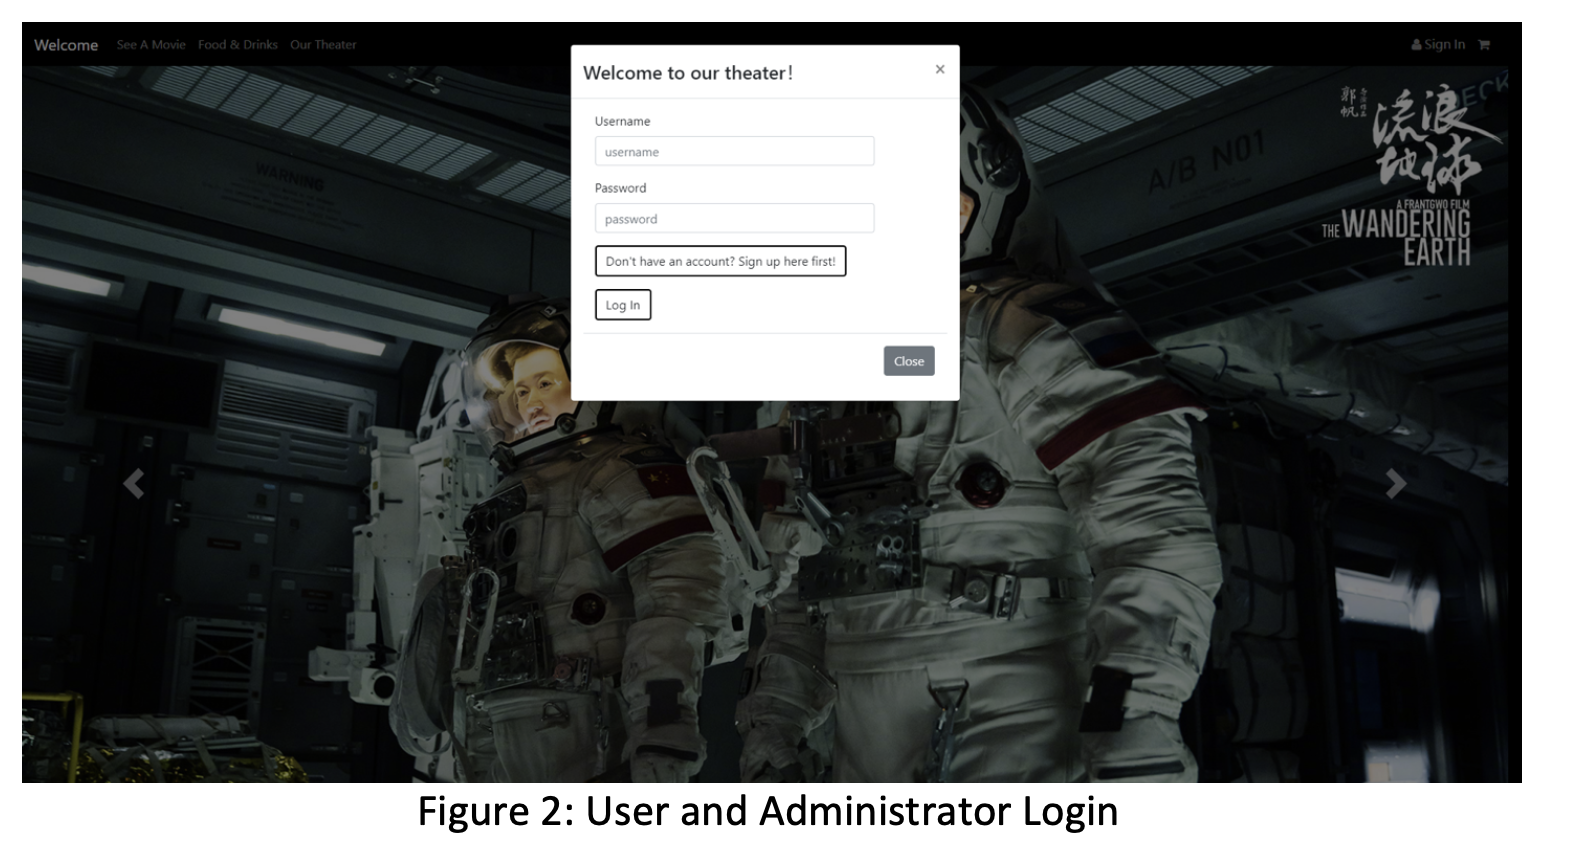 Welcome See A Movie Food & Drinks Our Theater Sign In
Welcome to our theater!
×
Username
username
Password
password
Don't have an account? Sign up here first!
Log In
Close
WARNING
A/B N01
DECK
郭帆
流浪
地球
A FRANTGWO FILM
THE WANDERING
EARTH
Figure 2: User and Administrator Login